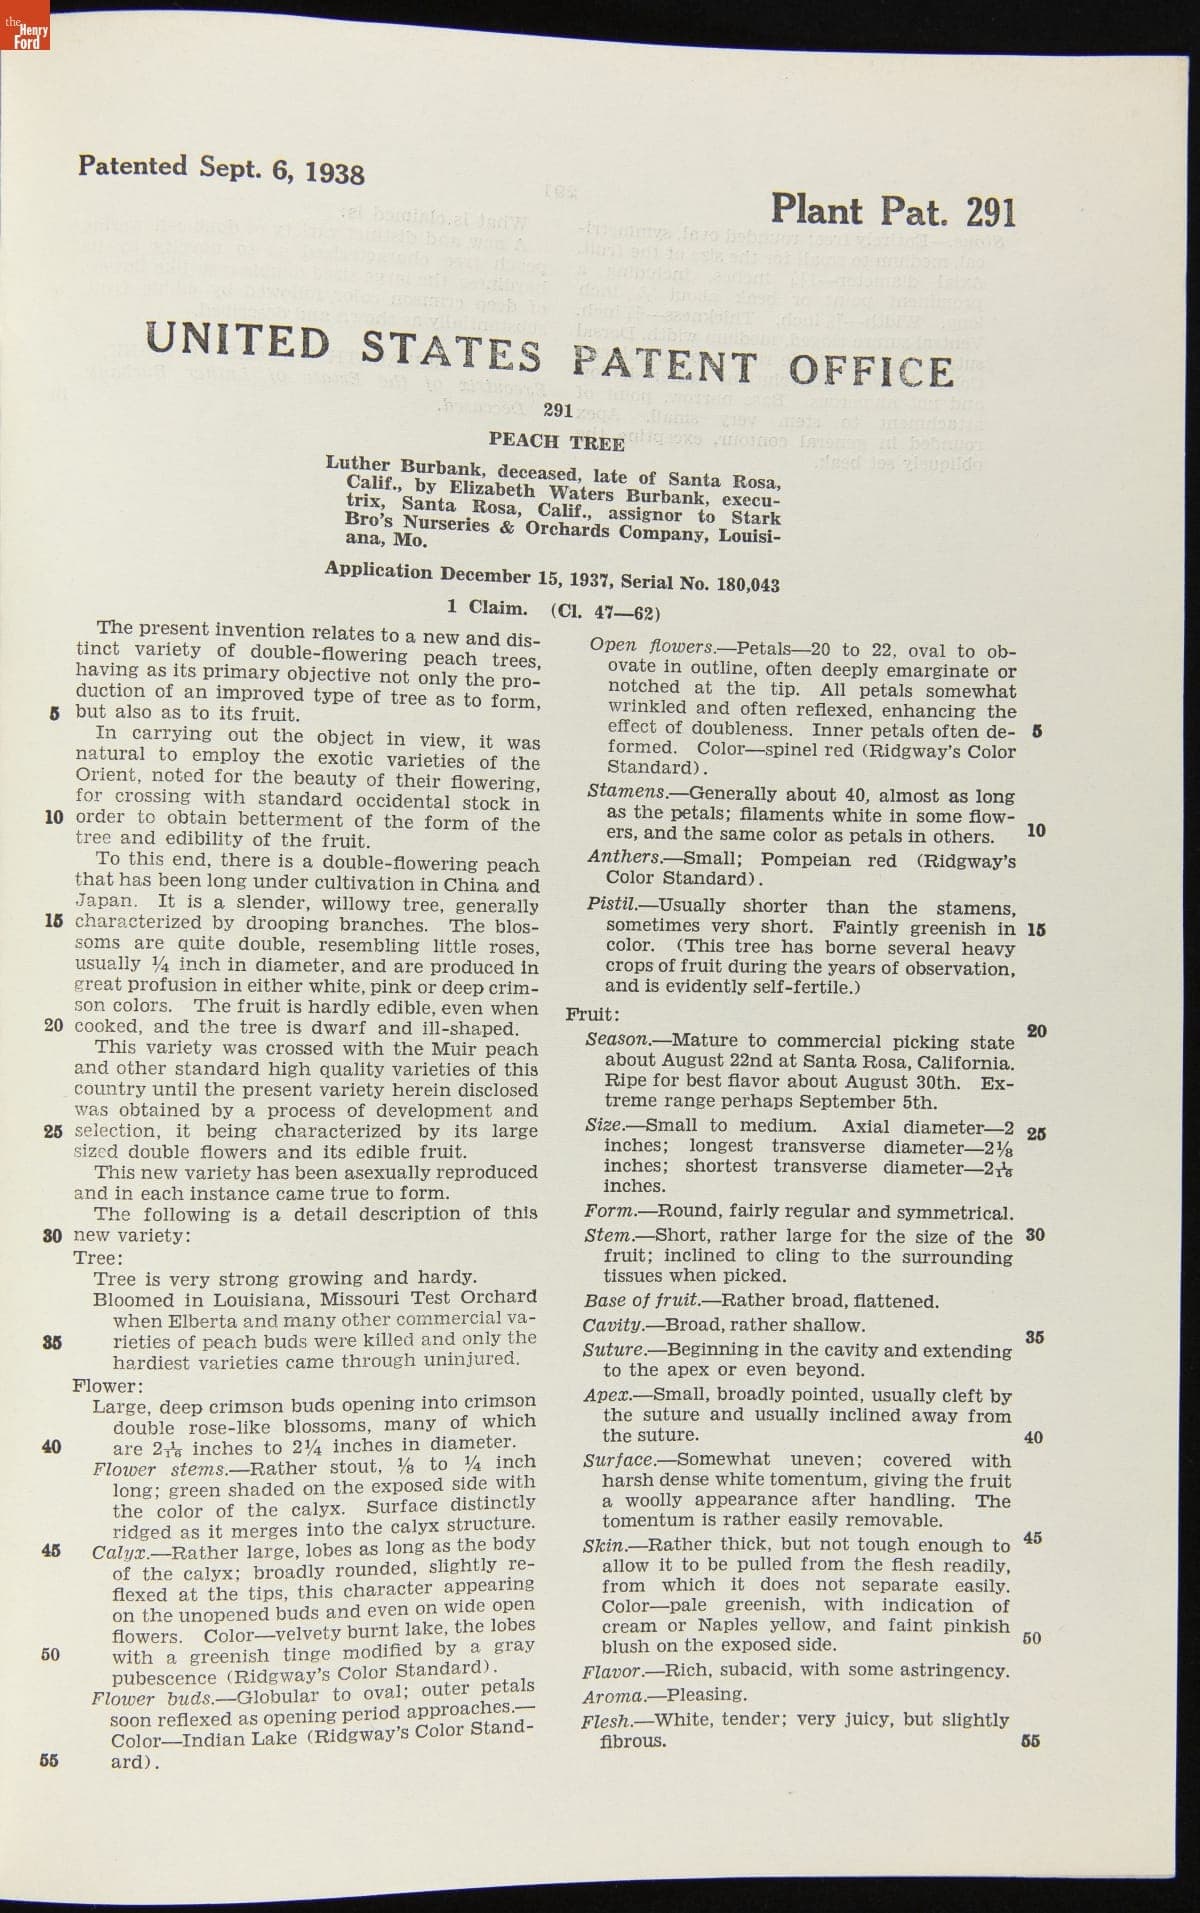 the
Henry
Ford
Patented Sept. 6, 1938
Plant Pat. 291
UNITED STATES PATENT OFFICE
291
PEACH TREE
Luther Burbank, deceased, late of Santa Rosa,
Calif., by Elizabeth Waters Burbank, execu-
trix, Santa Rosa, Calif., assignor to Stark
Bro's Nurseries & Orchards Company, Louisi-
ana, Mo.
Application December 15, 1937, Serial No. 180,043
1 Claim. (Cl. 47—62)
The present invention relates to a new and dis-
tinct variety of double-flowering peach trees,
having as its primary objective not only the pro-
duction of an improved type of tree as to form,
5 but also as to its fruit.
In carrying out the object in view, it was
natural to employ the exotic varieties of the
Orient, noted for the beauty of their flowering,
for crossing with standard occidental stock in
10 order to obtain betterment of the form of the
tree and edibility of the fruit.
To this end, there is a double-flowering peach
that has been long under cultivation in China and
Japan. It is a slender, willowy tree, generally
15 characterized by drooping branches. The blos-
soms are quite double, resembling little roses,
usually ¼ inch in diameter, and are produced in
great profusion in either white, pink or deep crim-
son colors. The fruit is hardly edible, even when
20 cooked, and the tree is dwarf and ill-shaped.
This variety was crossed with the Muir peach
and other standard high quality varieties of this
country until the present variety herein disclosed
was obtained by a process of development and
25 selection, it being characterized by its large
sized double flowers and its edible fruit.
This new variety has been asexually reproduced
and in each instance came true to form.
The following is a detail description of this
30 new variety:
Tree:
Tree is very strong growing and hardy.
Bloomed in Louisiana, Missouri Test Orchard
when Elberta and many other commercial va-
35 rieties of peach buds were killed and only the
hardiest varieties came through uninjured.
Flower:
Large, deep crimson buds opening into crimson
double rose-like blossoms, many of which
40 are 2 1/16 inches to 2¼ inches in diameter.
Flower stems.—Rather stout, ⅛ to ¼ inch
long; green shaded on the exposed side with
the color of the calyx. Surface distinctly
ridged as it merges into the calyx structure.
45 Calyx.—Rather large, lobes as long as the body
of the calyx; broadly rounded, slightly re-
flexed at the tips, this character appearing
on the unopened buds and even on wide open
flowers. Color—velvety burnt lake, the lobes
50 with a greenish tinge modified by a gray
pubescence (Ridgway's Color Standard).
Flower buds.—Globular to oval; outer petals
soon reflexed as opening period approaches.—
Color—Indian Lake (Ridgway's Color Stand-
55 ard).
Open flowers.—Petals—20 to 22, oval to ob-
ovate in outline, often deeply emarginate or
notched at the tip. All petals somewhat
wrinkled and often reflexed, enhancing the
effect of doubleness. Inner petals often de- 5
formed. Color—spinel red (Ridgway's Color
Standard).
Stamens.—Generally about 40, almost as long
as the petals; filaments white in some flow-
ers, and the same color as petals in others. 10
Anthers.—Small; Pompeian red (Ridgway's
Color Standard).
Pistil.—Usually shorter than the stamens,
sometimes very short. Faintly greenish in 15
color. (This tree has borne several heavy
crops of fruit during the years of observation,
and is evidently self-fertile.)
Fruit:
Season.—Mature to commercial picking state 20
about August 22nd at Santa Rosa, California.
Ripe for best flavor about August 30th. Ex-
treme range perhaps September 5th.
Size.—Small to medium. Axial diameter—2 25
inches; longest transverse diameter—2⅛
inches; shortest transverse diameter—2 1/16
inches.
Form.—Round, fairly regular and symmetrical.
Stem.—Short, rather large for the size of the 30
fruit; inclined to cling to the surrounding
tissues when picked.
Base of fruit.—Rather broad, flattened.
Cavity.—Broad, rather shallow.
Suture.—Beginning in the cavity and extending 35
to the apex or even beyond.
Apex.—Small, broadly pointed, usually cleft by
the suture and usually inclined away from
the suture. 40
Surface.—Somewhat uneven; covered with
harsh dense white tomentum, giving the fruit
a woolly appearance after handling. The
tomentum is rather easily removable.
Skin.—Rather thick, but not tough enough to 45
allow it to be pulled from the flesh readily,
from which it does not separate easily.
Color—pale greenish, with indication of
cream or Naples yellow, and faint pinkish
blush on the exposed side. 50
Flavor.—Rich, subacid, with some astringency.
Aroma.—Pleasing.
Flesh.—White, tender; very juicy, but slightly
fibrous. 55